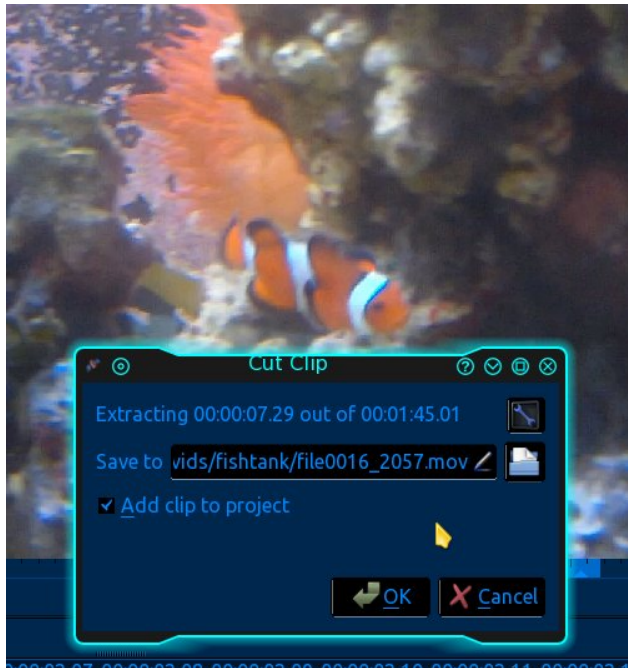 Cut Clip
Extracting 00:00:07.29 out of 00:01:45.01
Save to vids/fishtank/file0016_2057.mov
Add clip to project
OK Cancel